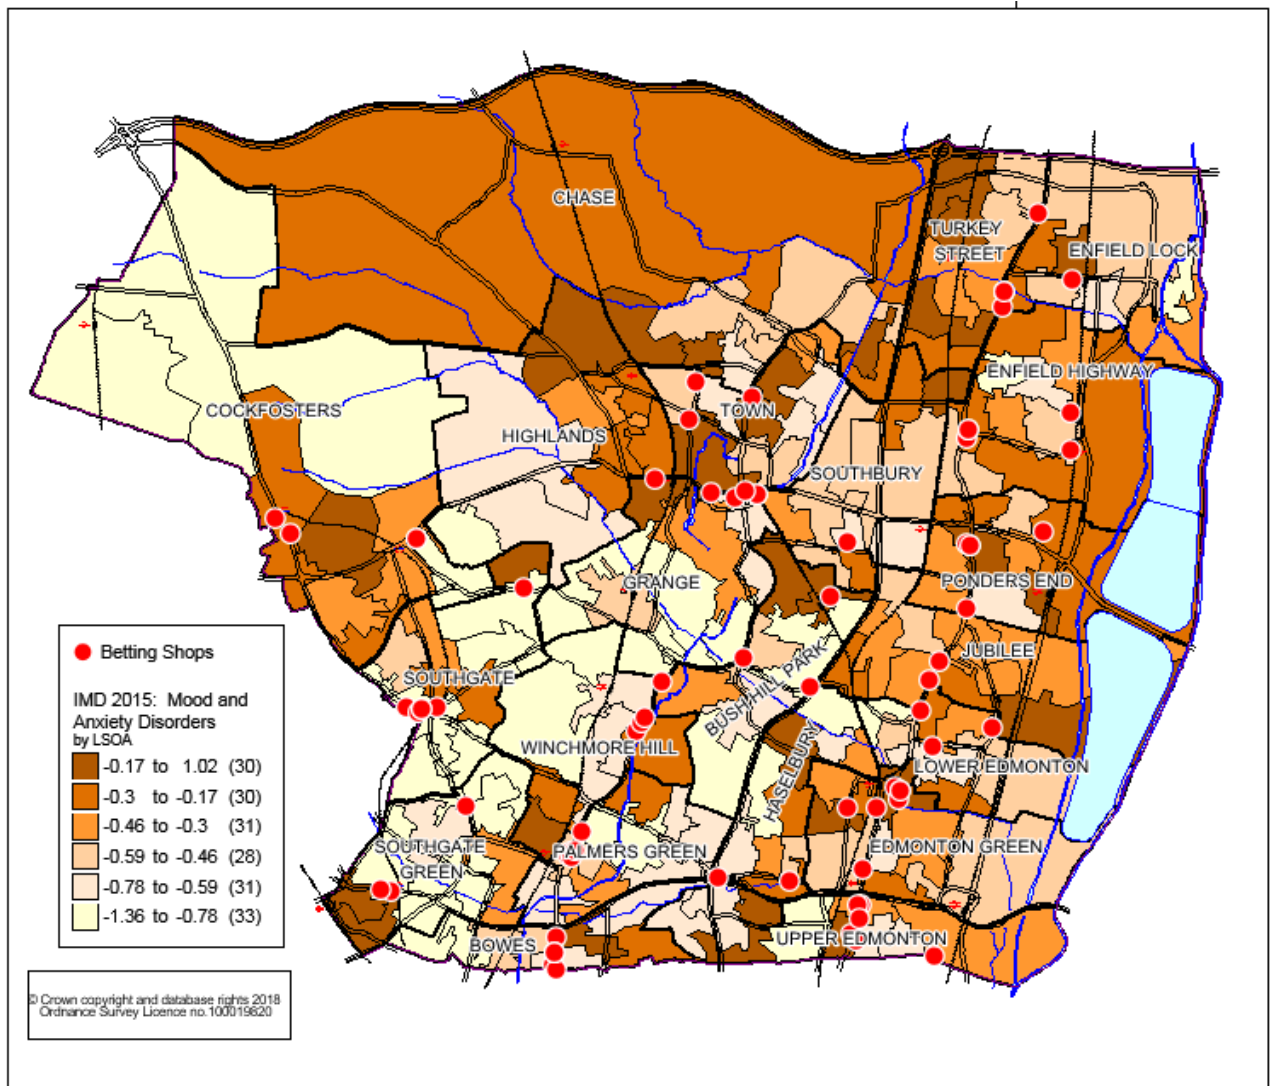 CHASE
TURKEY
STREET
ENFIELD LOCK
ENFIELD HIGHWAY
COCKFOSTERS
TOWN
HIGHLANDS
SOUTHBURY
GRANGE
PONDERS END
JUBILEE
SOUTHGATE
BUSH HILL PARK
WINCHMORE HILL
HASELBURY
LOWER EDMONTON
SOUTHGATE
GREEN
PALMERS GREEN
EDMONTON GREEN
BOWES
UPPER EDMONTON
Betting Shops
IMD 2015: Mood and
Anxiety Disorders
by LSOA
-0.17 to 1.02 (30)
-0.3 to -0.17 (30)
-0.46 to -0.3 (31)
-0.59 to -0.46 (28)
-0.78 to -0.59 (31)
-1.36 to -0.78 (33)
© Crown copyright and database rights 2018
Ordnance Survey Licence no.100019820